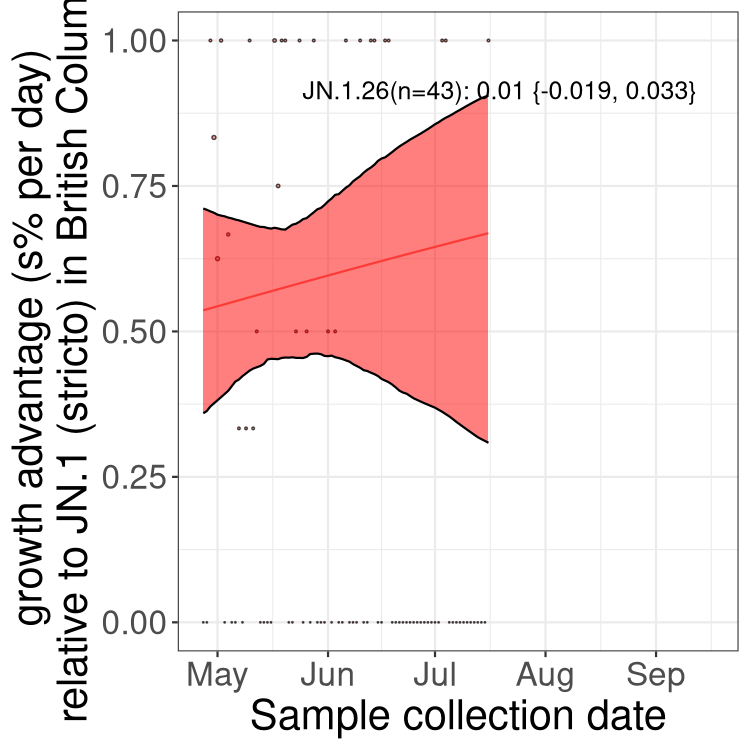 growth advantage (s% per day)
relative to JN.1 (stricto) in British Colum
1.00
0.75
0.50
0.25
0.00
JN.1.26(n=43): 0.01 {-0.019, 0.033}
May Jun Jul Aug Sep
Sample collection date